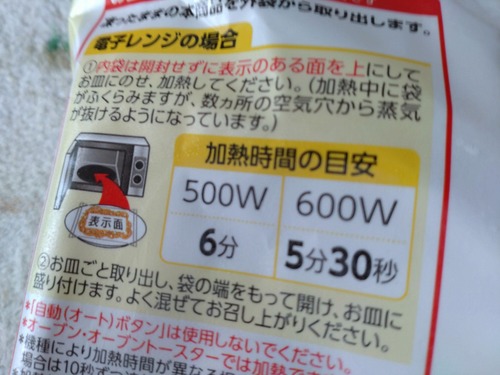 ままの本商品を外袋から取り出します。
電子レンジの場合
①内袋は開封せずに表示のある面を上にして
お皿にのせ、加熱してください。(加熱中に袋
がふくらみますが、数ヵ所の空気穴から蒸気
が抜けるようになっています。)
加熱時間の目安
500W 600W
6分 5分30秒
表示面
②お皿ごと取り出し、袋の端をもって開け、お皿に
盛り付けます。よく混ぜてお召し上がりください。
*「自動(オート)ボタン」は使用しないでください。
*オーブン・オーブントースターでは加熱で
*機種により加熱時間が異なる
場合は10秒ずつ